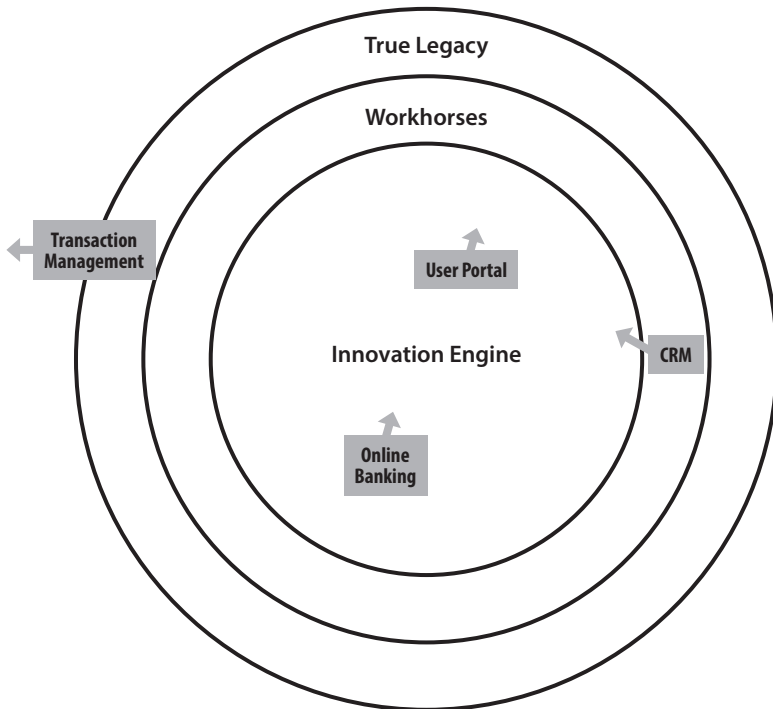 True Legacy
Workhorses
Transaction
Management
User Portal
Innovation Engine
CRM
Online
Banking